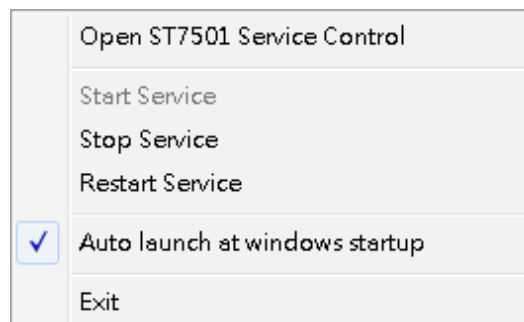 Open ST7501 Service Control
Start Service
Stop Service
Restart Service
Auto launch at windows startup
Exit